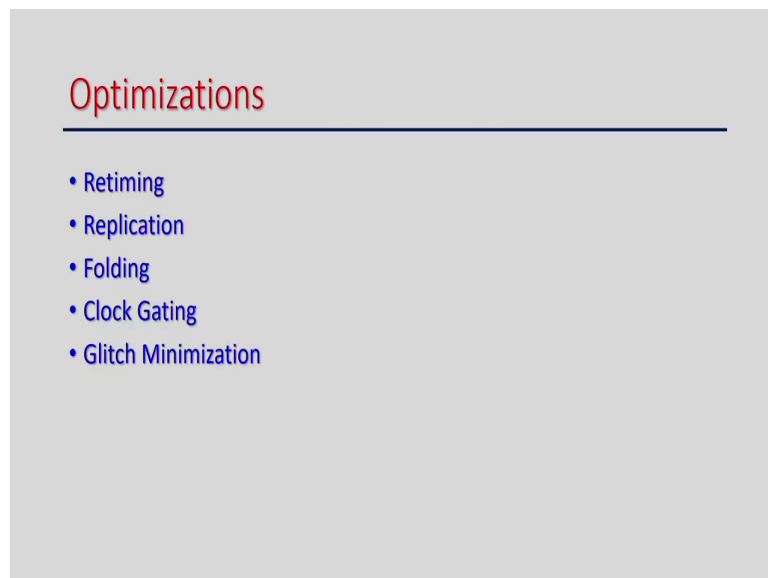 Optimizations
• Retiming
• Replication
• Folding
• Clock Gating
• Glitch Minimization